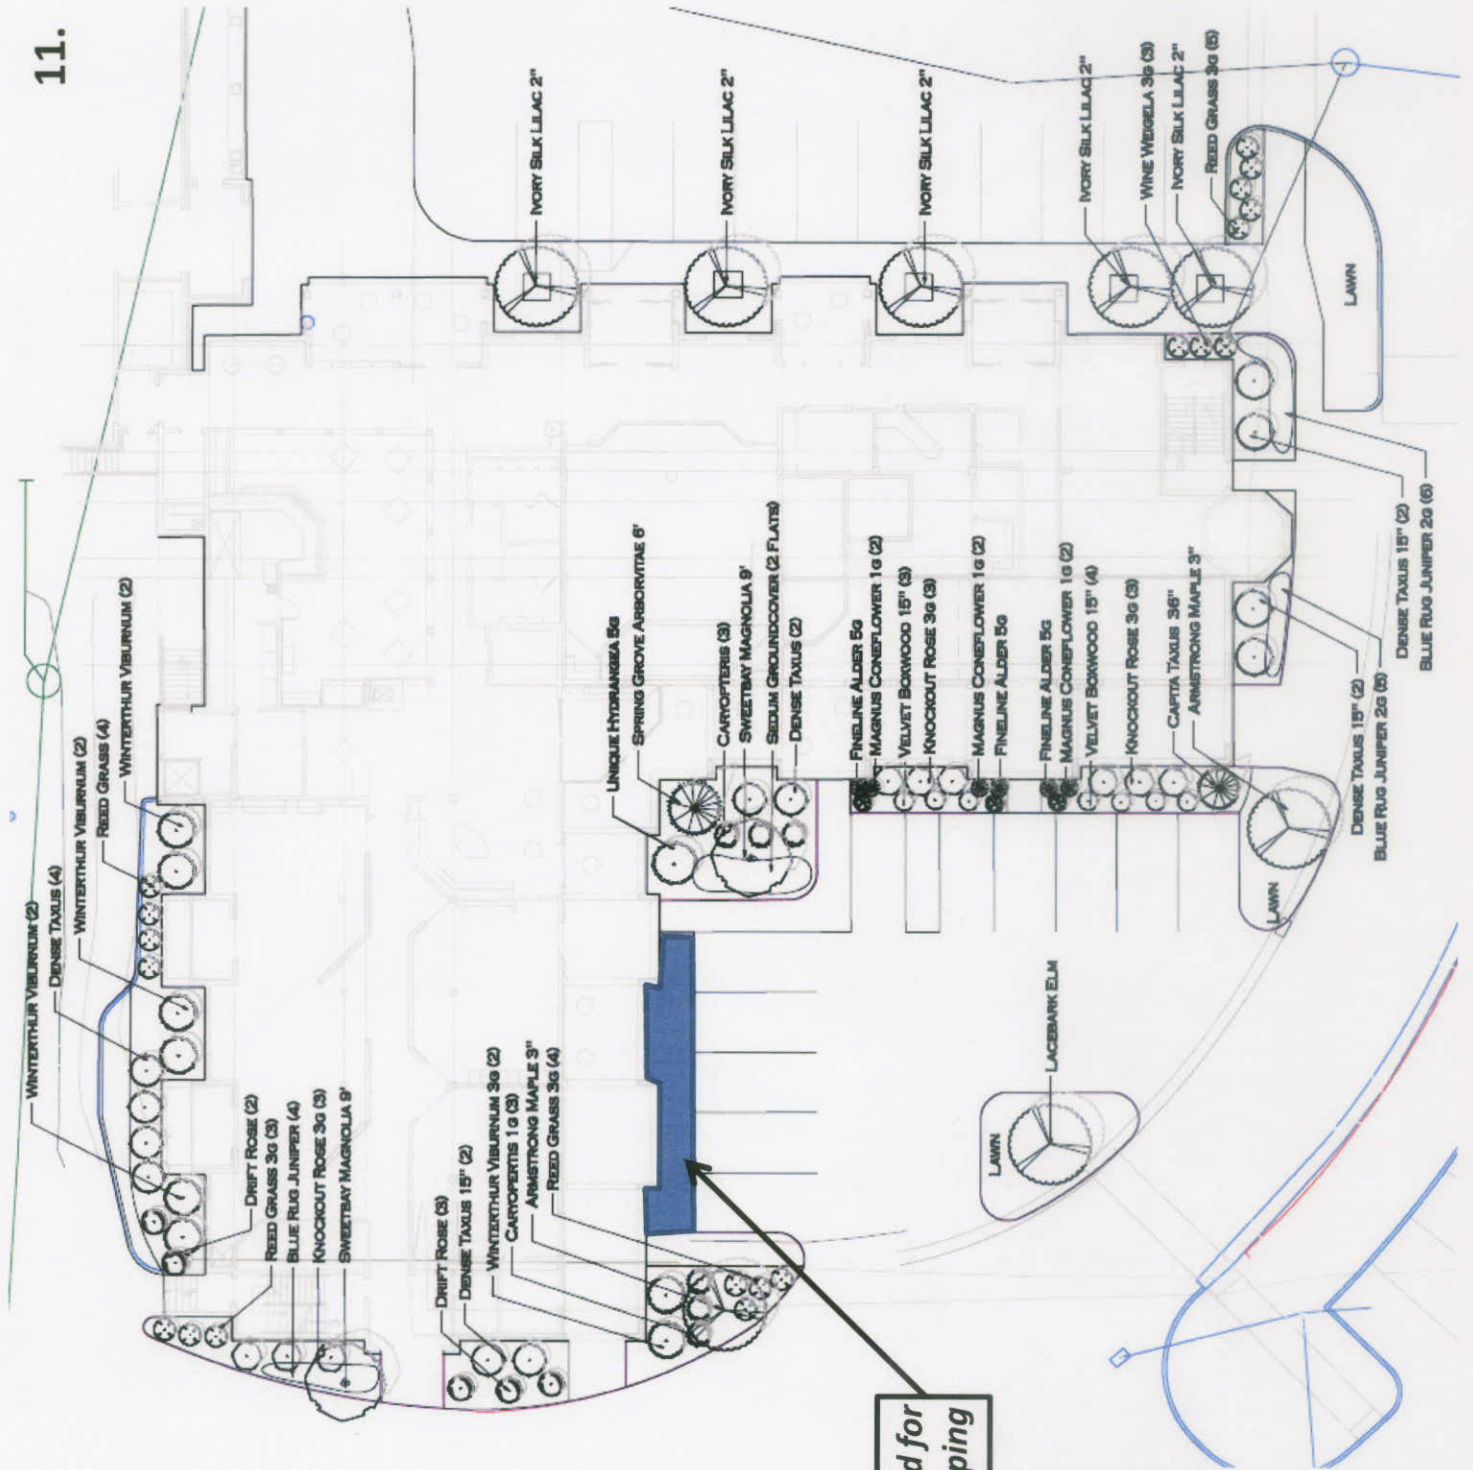 11.
IVORY SILK LILAC 2"
IVORY SILK LILAC 2"
IVORY SILK LILAC 2"
IVORY SILK LILAC 2"
WINE WEIGELA 3G (3)
IVORY SILK LILAC 2"
REED GRASS 3G (5)
LAWN
WINTERTHUR VIBURNUM (2)
DENSE TAXUS (4)
WINTERTHUR VIBURNUM (2)
REED GRASS (4)
WINTERTHUR VIBURNUM (2)
UNIQUE HYDRANGEA 5G
SPRING GROVE ARBORVITAE 6'
CARYOPTERIS (3)
SWEETBAY MAGNOLIA 9'
SEDUM GROUNDCOVER (2 FLATS)
DENSE TAXUS (2)
FINELINE ALDER 5G
MAGNUS CONEFLOWER 1G (2)
VELVET BOXWOOD 15" (3)
KNOCKOUT ROSE 3G (3)
MAGNUS CONEFLOWER 1G (2)
FINELINE ALDER 5G
FINELINE ALDER 5G
MAGNUS CONEFLOWER 1G (2)
VELVET BOXWOOD 15" (4)
KNOCKOUT ROSE 3G (3)
CAPITA TAXUS 36"
ARMSTRONG MAPLE 3"
DENSE TAXUS 15" (2)
BLUE RUG JUNIPER 2G (5)
DENSE TAXUS 15" (2)
BLUE RUG JUNIPER 2G (6)
DRIFT ROSE (2)
REED GRASS 3G (3)
BLUE RUG JUNIPER (4)
KNOCKOUT ROSE 3G (3)
SWEETBAY MAGNOLIA 9'
DRIFT ROSE (3)
DENSE TAXUS 15" (2)
WINTERTHUR VIBURNUM 3G (2)
CARYOPERTIS 1G (3)
ARMSTRONG MAPLE 3"
REED GRASS 3G (4)
LAWN
LACEBARK ELM
LAWN
d for
ping